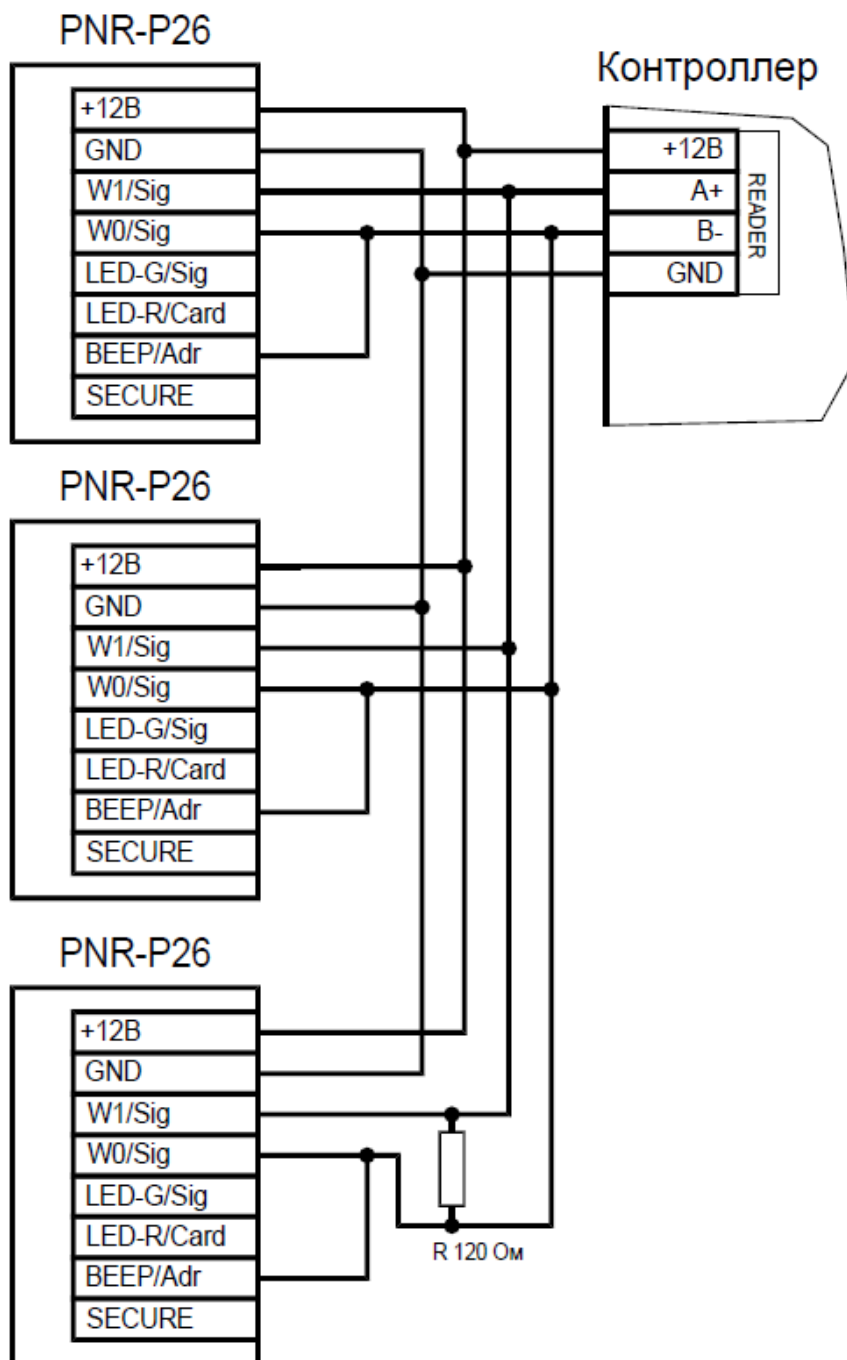 PNR-P26
+12В
GND
W1/Sig
W0/Sig
LED-G/Sig
LED-R/Card
BEEP/Adr
SECURE
Контроллер
+12В
A+
B-
GND
READER
PNR-P26
+12В
GND
W1/Sig
W0/Sig
LED-G/Sig
LED-R/Card
BEEP/Adr
SECURE
PNR-P26
+12В
GND
W1/Sig
W0/Sig
LED-G/Sig
LED-R/Card
BEEP/Adr
SECURE
R 120 Ом